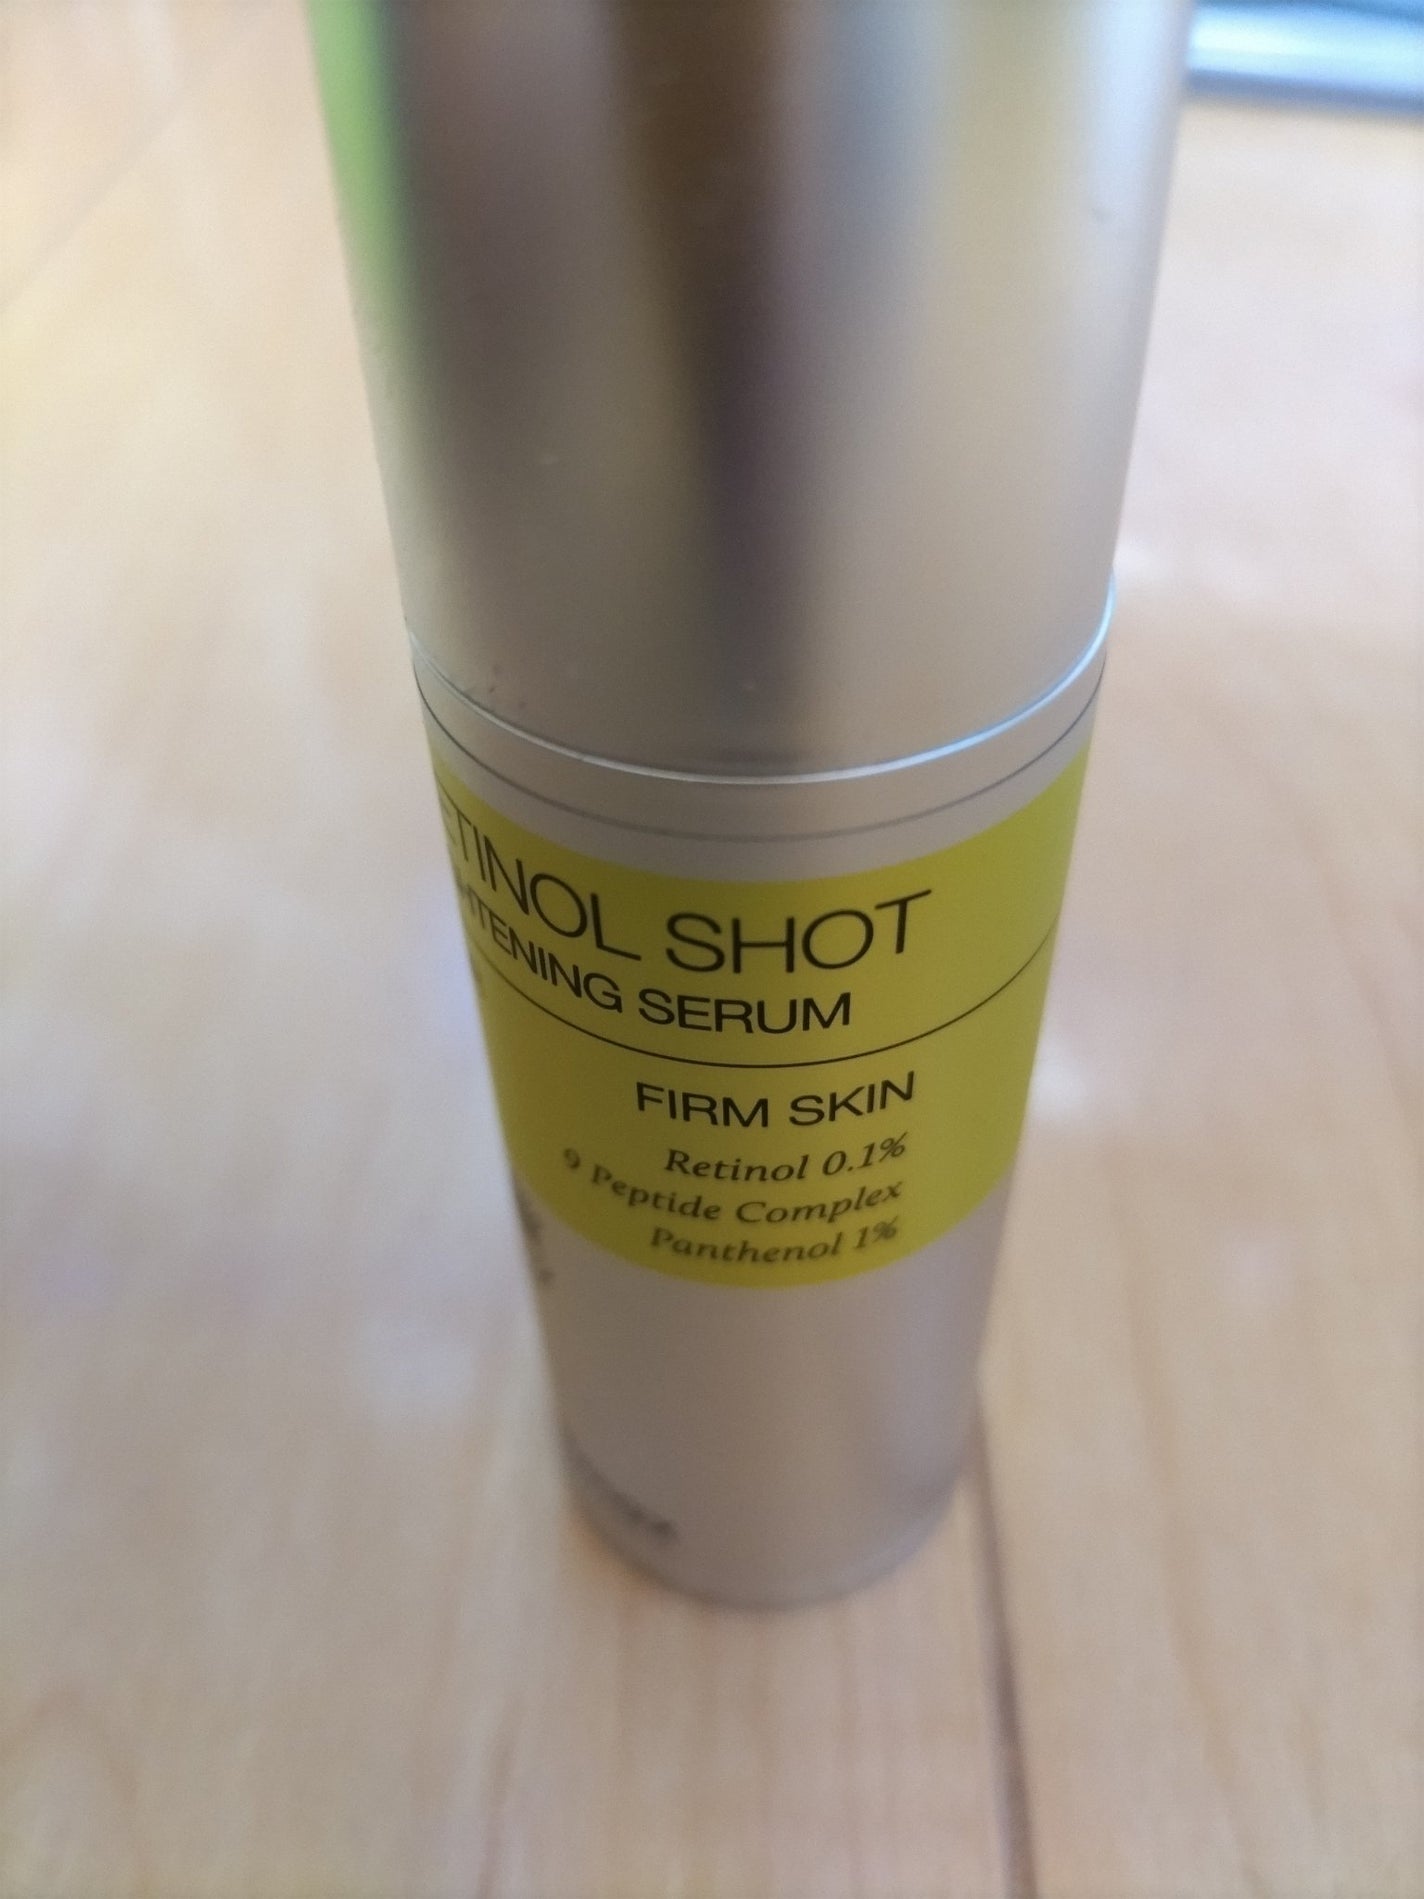 ETINOL SHOT
HTENING SERUM
FIRM SKIN
Retinol 0.1%
9 Peptide Complex
Panthenol 1%